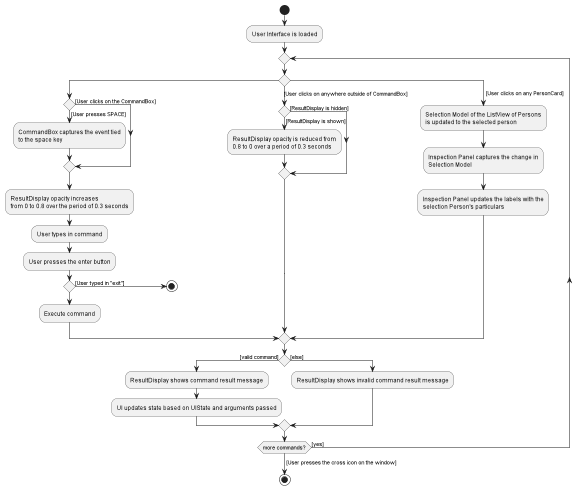 User Interface is loaded
[User clicks on the CommandBox]
[User presses SPACE]
CommandBox captures the event tied
to the space key
ResultDisplay opacity increases
from 0 to 0.8 over the period of 0.3 seconds
User types in command
User presses the enter button
[User typed in "exit"]
Execute command
[User clicks on anywhere outside of CommandBox]
[ResultDisplay is hidden]
[ResultDisplay is shown]
ResultDisplay opacity is reduced from
0.8 to 0 over a period of 0.3 seconds
[User clicks on any PersonCard]
Selection Model of the ListView of Persons
is updated to the selected person
Inspection Panel captures the change in
Selection Model
Inspection Panel updates the labels with the
selection Person's particulars
[valid command]
[else]
ResultDisplay shows command result message
ResultDisplay shows invalid command result message
UI updates state based on UiState and arguments passed
more commands?
[yes]
[User presses the cross icon on the window]